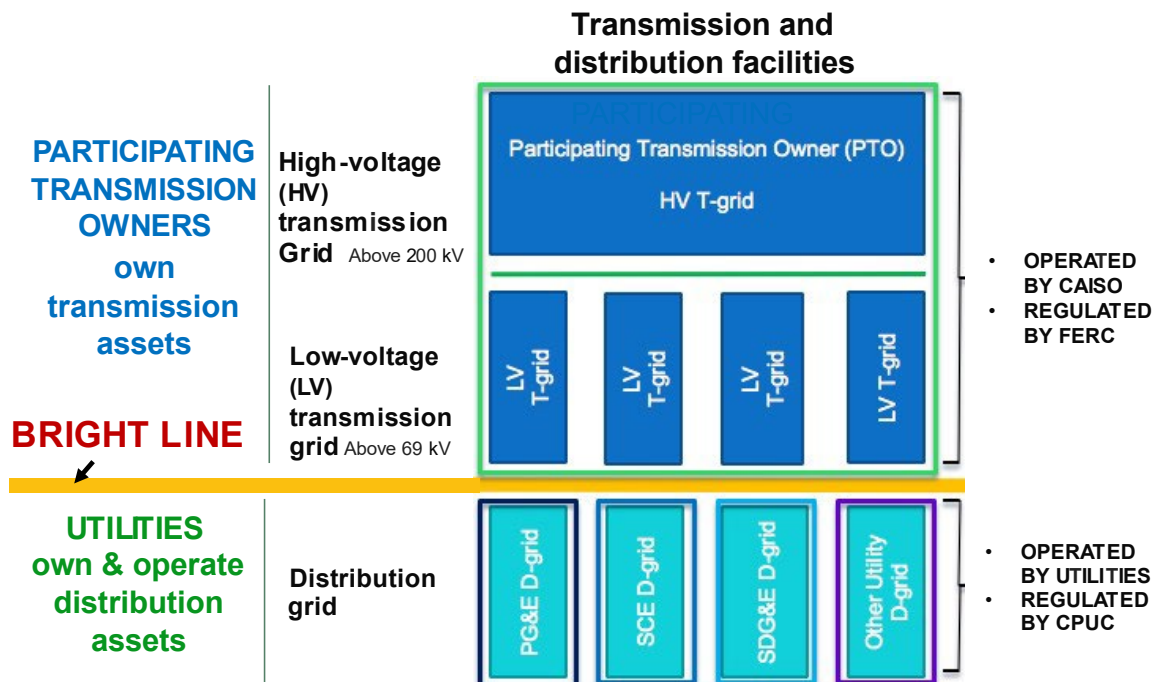 Transmission and
distribution facilities
PARTICIPATING
TRANSMISSION
OWNERS
own
transmission
assets
High-voltage
(HV)
transmission
Grid Above 200 kV
PARTICIPATING
Participating Transmission Owner (PTO)
HV T-grid
• OPERATED
BY CAISO
• REGULATED
BY FERC
Low-voltage
(LV)
transmission
grid Above 69 kV
LV
T-grid
LV
T-grid
LV
T-grid
LV T-grid
BRIGHT LINE
UTILITIES
own & operate
distribution
assets
Distribution
grid
PG&E D-grid
SCE D-grid
SDG&E D-grid
Other Utility
D-grid
• OPERATED
BY UTILITIES
• REGULATED
BY CPUC